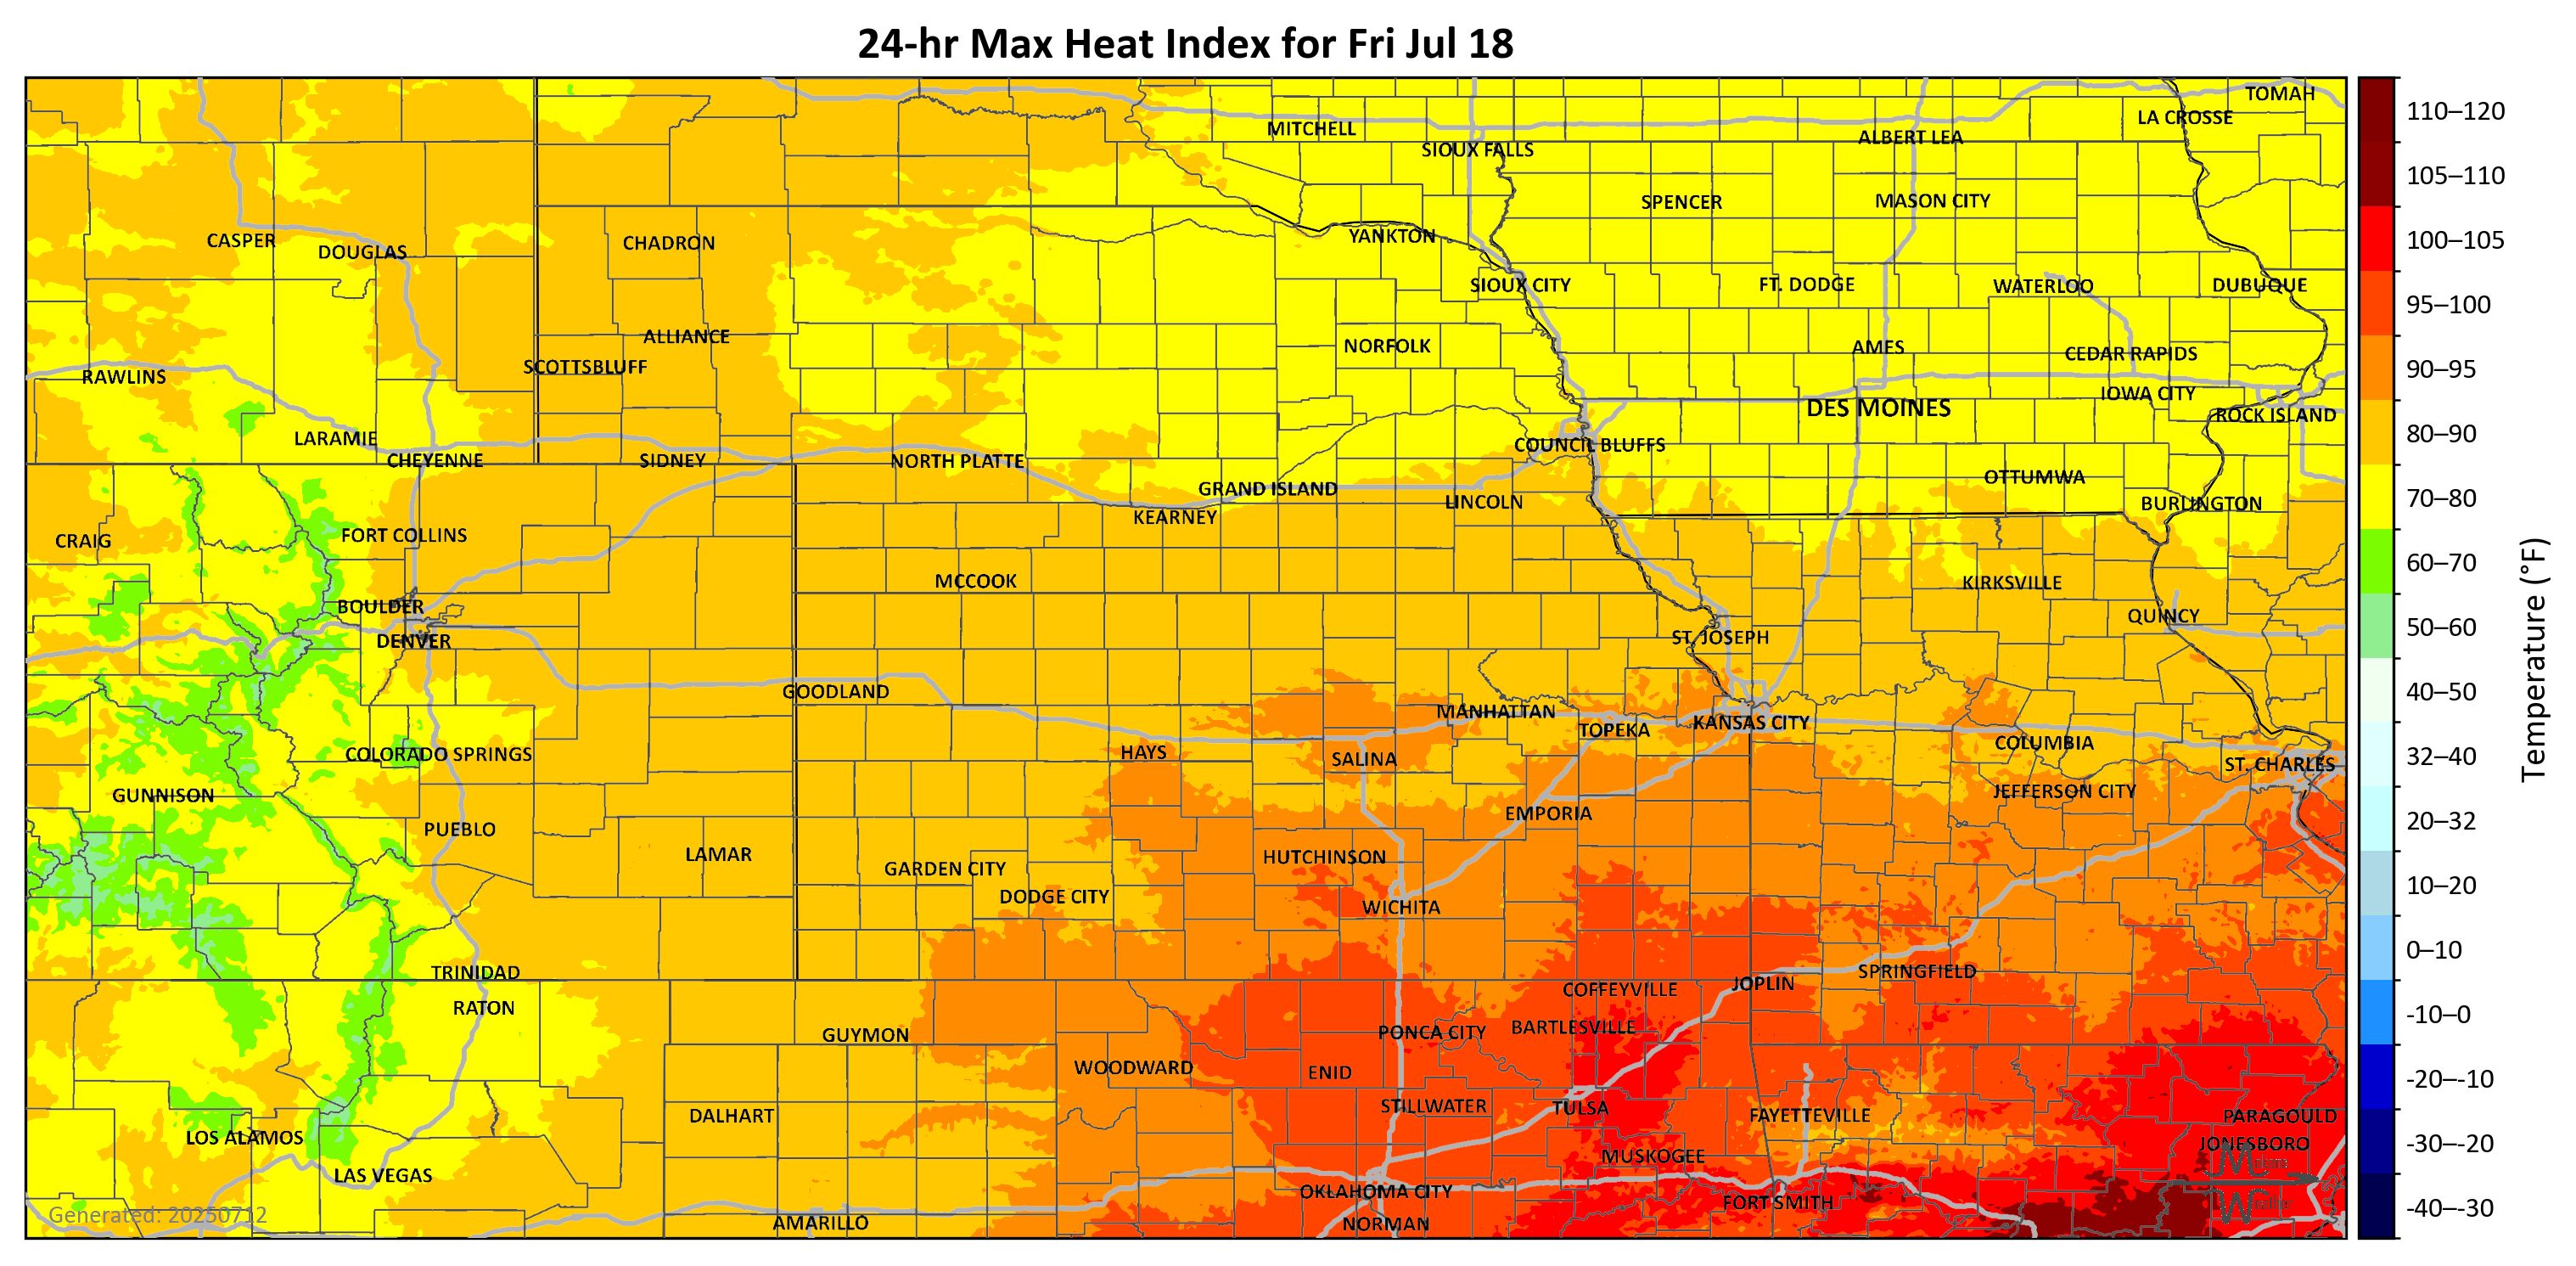 24-hr Max Heat Index for Fri Jul 18
TOMAH
LA CROSSE
MITCHELL
ALBERT LEA
SIOUX FALLS
SPENCER
MASON CITY
YANKTON
CASPER
CHADRON
DOUGLAS
SIOUX CITY
FT. DODGE
WATERLOO
DUBUQUE
ALLIANCE
NORFOLK
AMES
CEDAR RAPIDS
SCOTTSBLUFF
RAWLINS
IOWA CITY
DES MOINES
ROCK ISLAND
LARAMIE
COUNCIL BLUFFS
CHEYENNE
SIDNEY
NORTH PLATTE
OTTUMWA
GRAND ISLAND
LINCOLN
BURLINGTON
KEARNEY
FORT COLLINS
CRAIG
MCCOOK
KIRKSVILLE
BOULDER
QUINCY
DENVER
ST. JOSEPH
GOODLAND
MANHATTAN
KANSAS CITY
TOPEKA
COLUMBIA
HAYS
COLORADO SPRINGS
SALINA
ST. CHARLES
GUNNISON
JEFFERSON CITY
EMPORIA
PUEBLO
LAMAR
HUTCHINSON
GARDEN CITY
DODGE CITY
WICHITA
TRINIDAD
SPRINGFIELD
JOPLIN
COFFEYVILLE
RATON
BARTLESVILLE
GUYMON
PONCA CITY
WOODWARD
ENID
STILLWATER
TULSA
DALHART
FAYETTEVILLE
PARAGOULD
LOS ALAMOS
JONESBORO
MUSKOGEE
LAS VEGAS
OKLAHOMA CITY
FORT SMITH
AMARILLO
NORMAN
Generated: 20250712
110–120
105–110
100–105
95–100
90–95
80–90
70–80
60–70
50–60
40–50
32–40
20–32
10–20
0–10
-10–0
-20–-10
-30–-20
-40–-30
Temperature (°F)